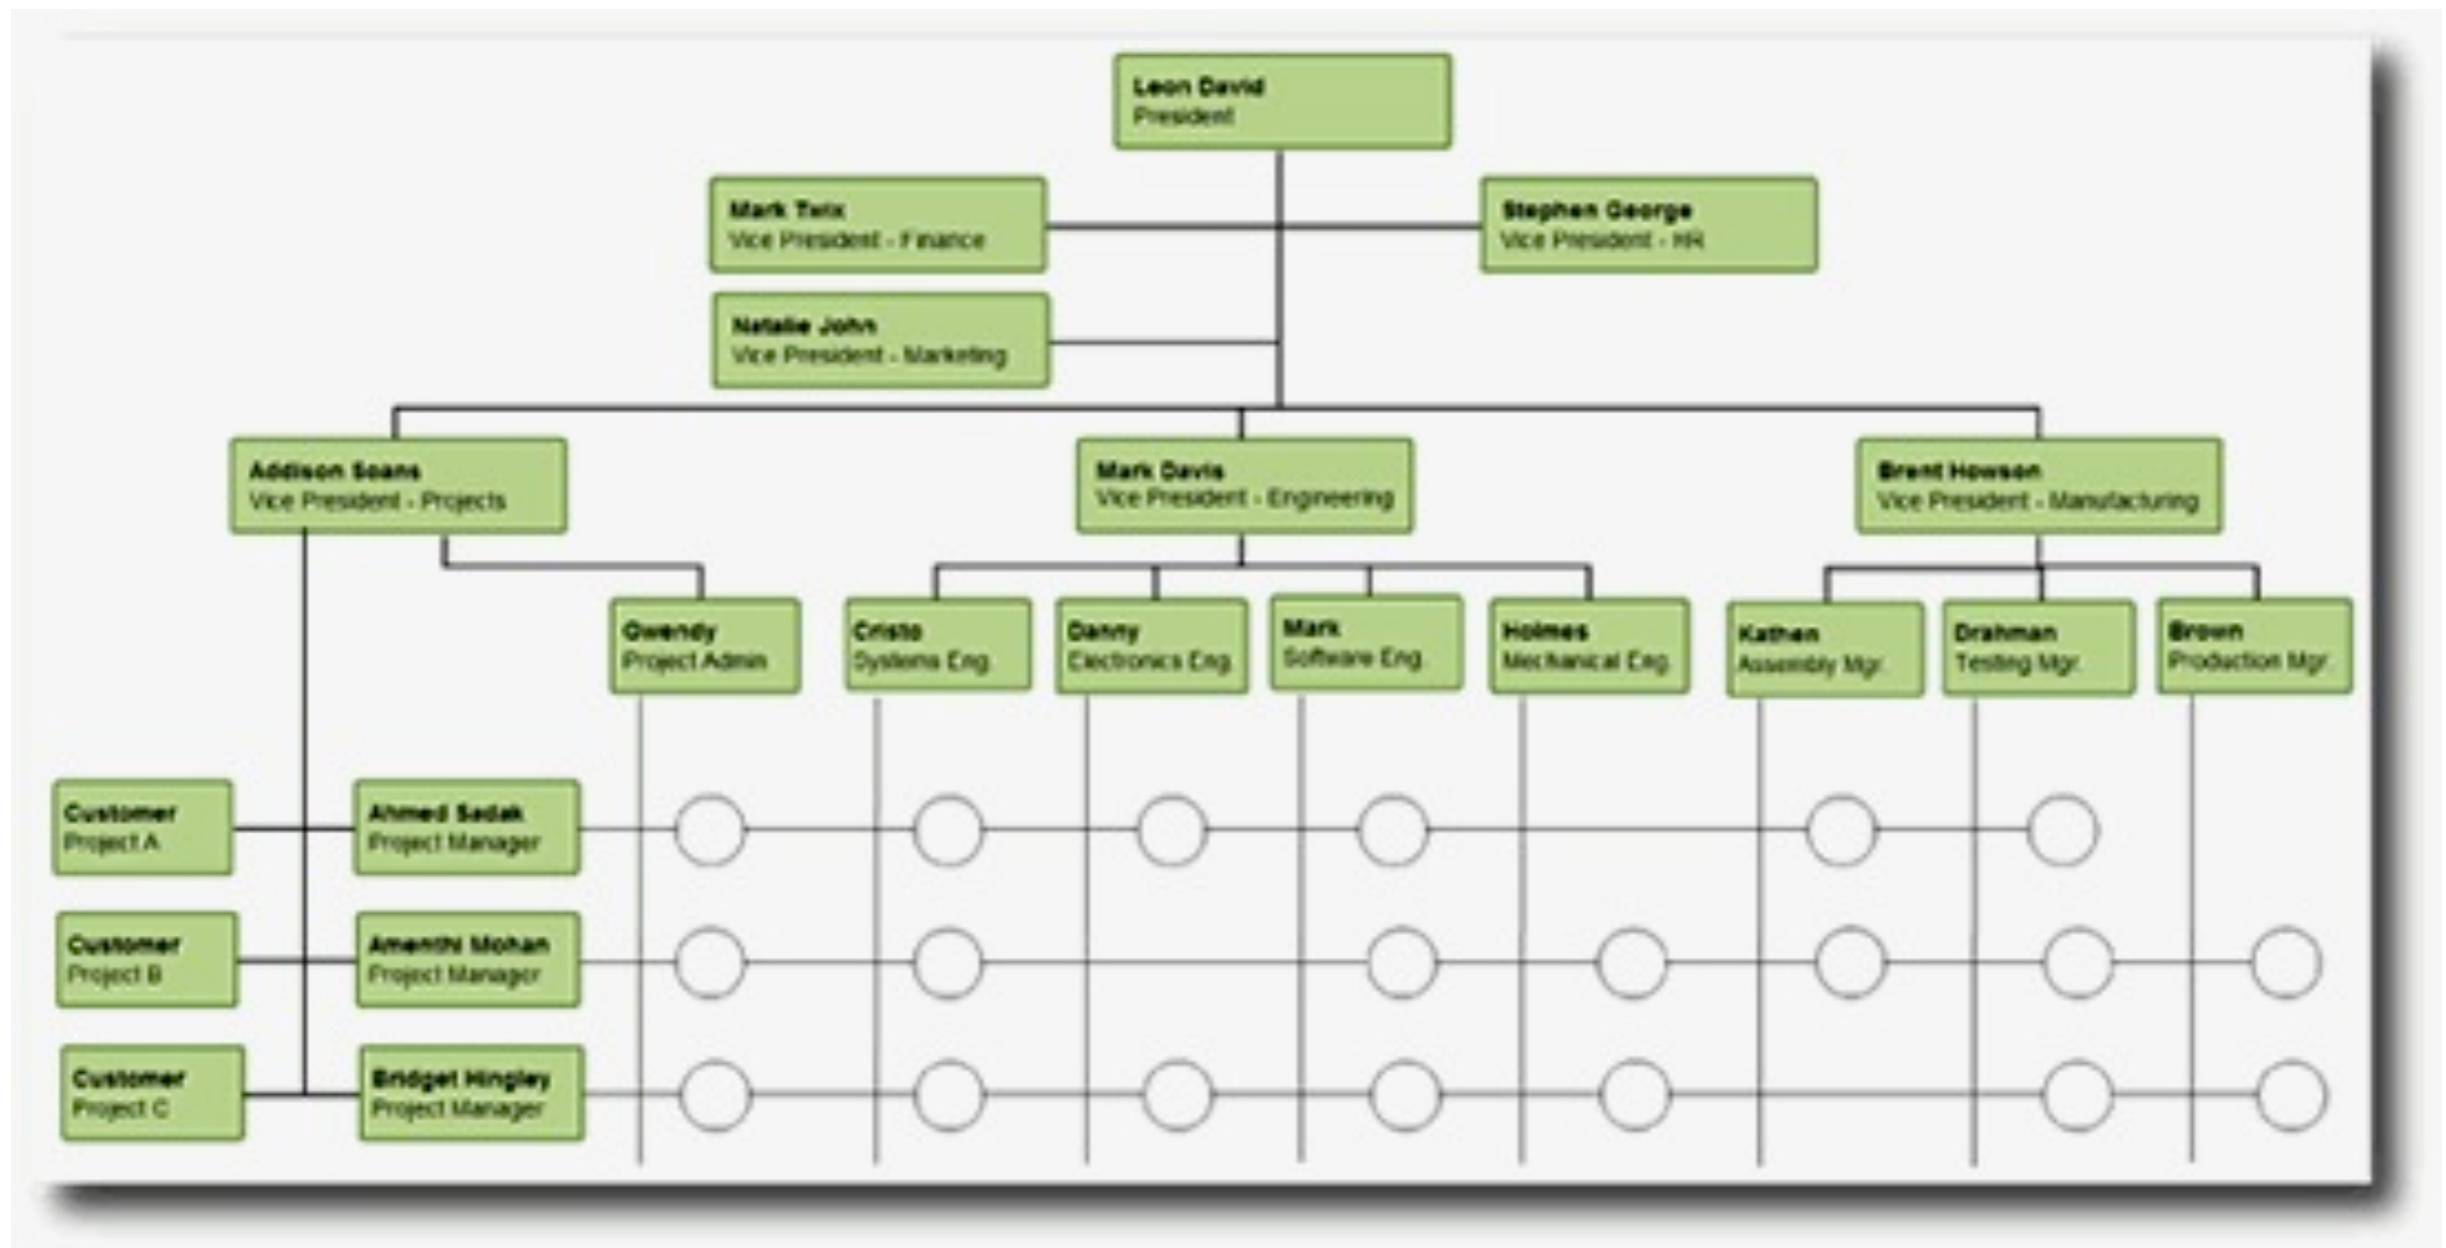 Leon David
President
Mark Twix
Vice President - Finance
Stephen George
Vice President - HR
Natalie John
Vice President - Marketing
Addison Soans
Vice President - Projects
Mark Davis
Vice President - Engineering
Brent Howson
Vice President - Manufacturing
Gwendy
Project Admin
Cristo
Systems Eng.
Danny
Electronics Eng.
Mark
Software Eng.
Holmes
Mechanical Eng.
Kathen
Assembly Mgr.
Drahman
Testing Mgr.
Brown
Production Mgr.
Customer
Project A
Ahmed Sadak
Project Manager
Customer
Project B
Amenthi Mohan
Project Manager
Customer
Project C
Bridget Hingley
Project Manager